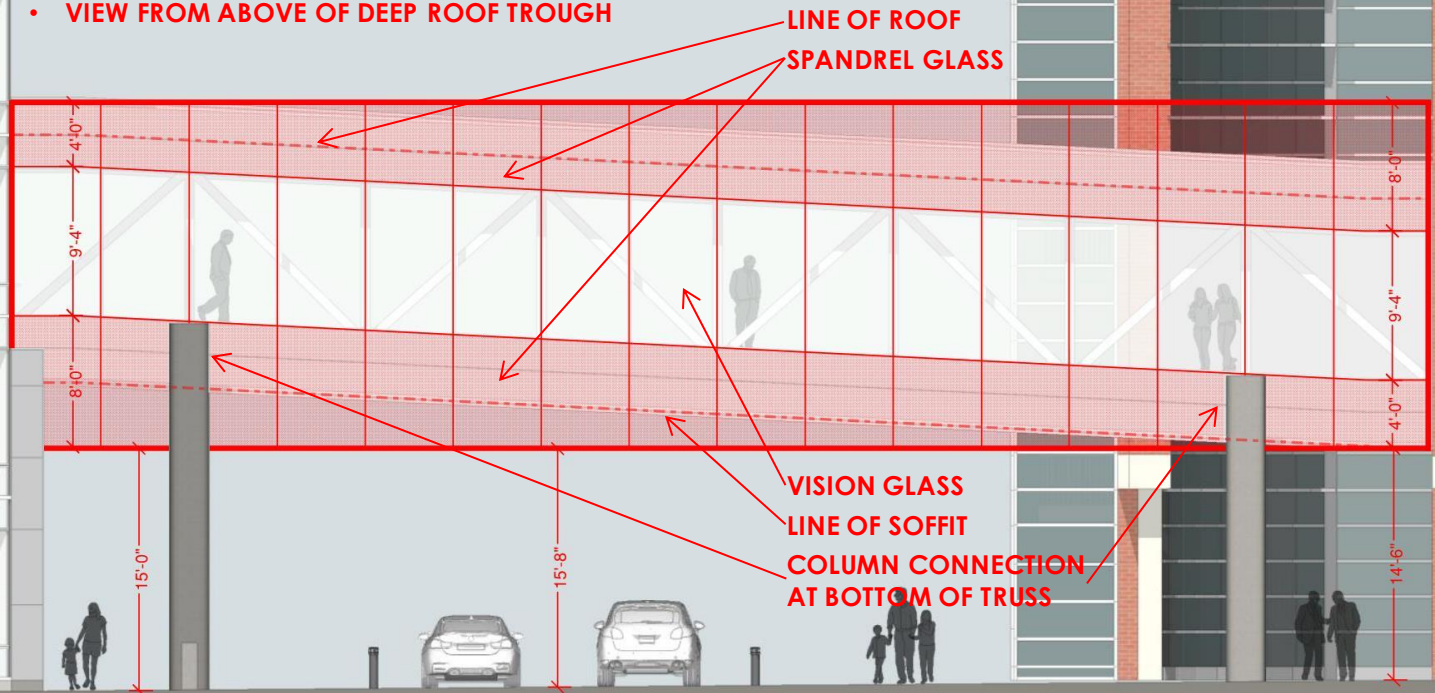 • VIEW FROM ABOVE OF DEEP ROOF TROUGH
LINE OF ROOF
SPANDREL GLASS
4'-0"
8'-0"
9'-4"
9'-4"
8'-0"
4'-0"
VISION GLASS
LINE OF SOFFIT
COLUMN CONNECTION
AT BOTTOM OF TRUSS
15'-0"
15'-8"
14'-6"